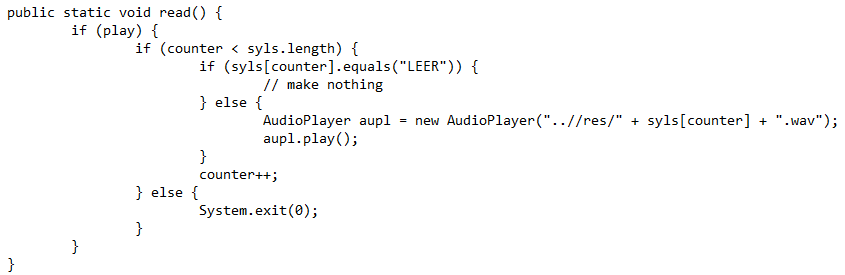 public static void read() {
        if (play) {
                if (counter < syls.length) {
                        if (syls[counter].equals("LEER")) {
                                // make nothing
                        } else {
                                AudioPlayer aupl = new AudioPlayer("..//res/" + syls[counter] + ".wav");
                                aupl.play();
                        }
                        counter++;
                } else {
                        System.exit(0);
                }
        }
}